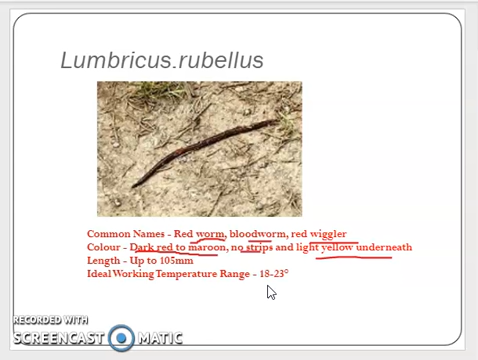 Lumbricus.rubellus
Common Names - Red worm, bloodworm, red wiggler
Colour - Dark red to maroon, no strips and light yellow underneath
Length - Up to 105mm
Ideal Working Temperature Range - 18-23°
RECORDED WITH
SCREENCAST MATIC